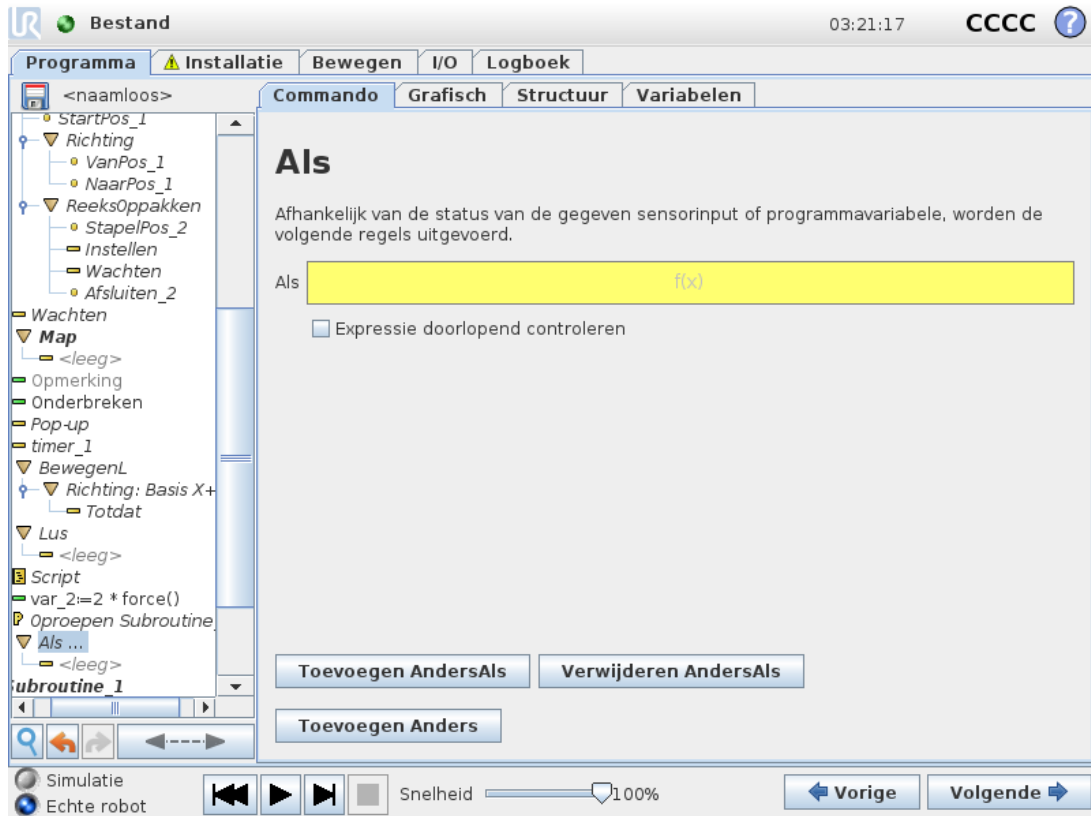 UR Bestand 03:21:17 CCCC ?
Programma Installatie Bewegen I/O Logboek
<naamloos> Commando Grafisch Structuur Variabelen
StartPos_1
Richting
VanPos_1
NaarPos_1
ReeksOppakken
StapelPos_2
Instellen
Wachten
Afsluiten_2
Wachten
Map
<leeg>
Opmerking
Onderbreken
Pop-up
timer_1
BewegenL
Richting: Basis X+
Totdat
Lus
<leeg>
Script
var_2:=2 * force()
Oproepen Subroutine_
Als ...
<leeg>
Subroutine_1
Als
Afhankelijk van de status van de gegeven sensorinput of programmavariabele, worden de
volgende regels uitgevoerd.
Als f(x)
Expressie doorlopend controleren
Toevoegen AndersAls Verwijderen AndersAls
Toevoegen Anders
Simulatie
Echte robot
Snelheid 100%
Vorige Volgende